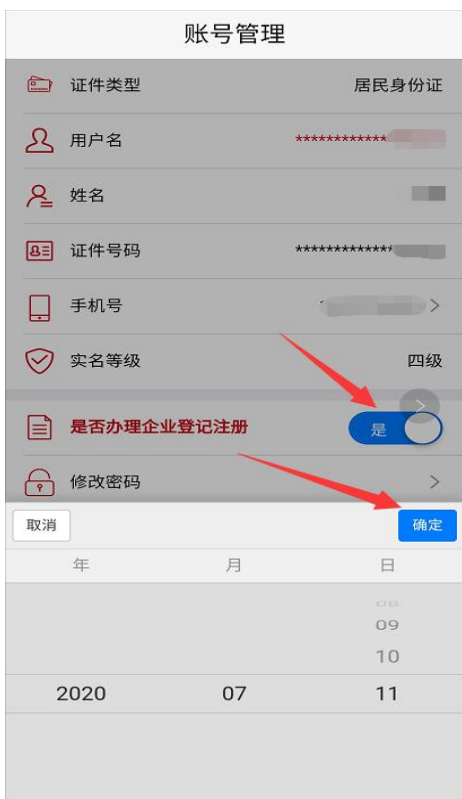 账号管理
证件类型 居民身份证
用户名 ************
姓名
证件号码 ************
手机号
实名等级 四级
是否办理企业登记注册 是
修改密码
取消 确定
年 月 日
08
09
10
2020 07 11